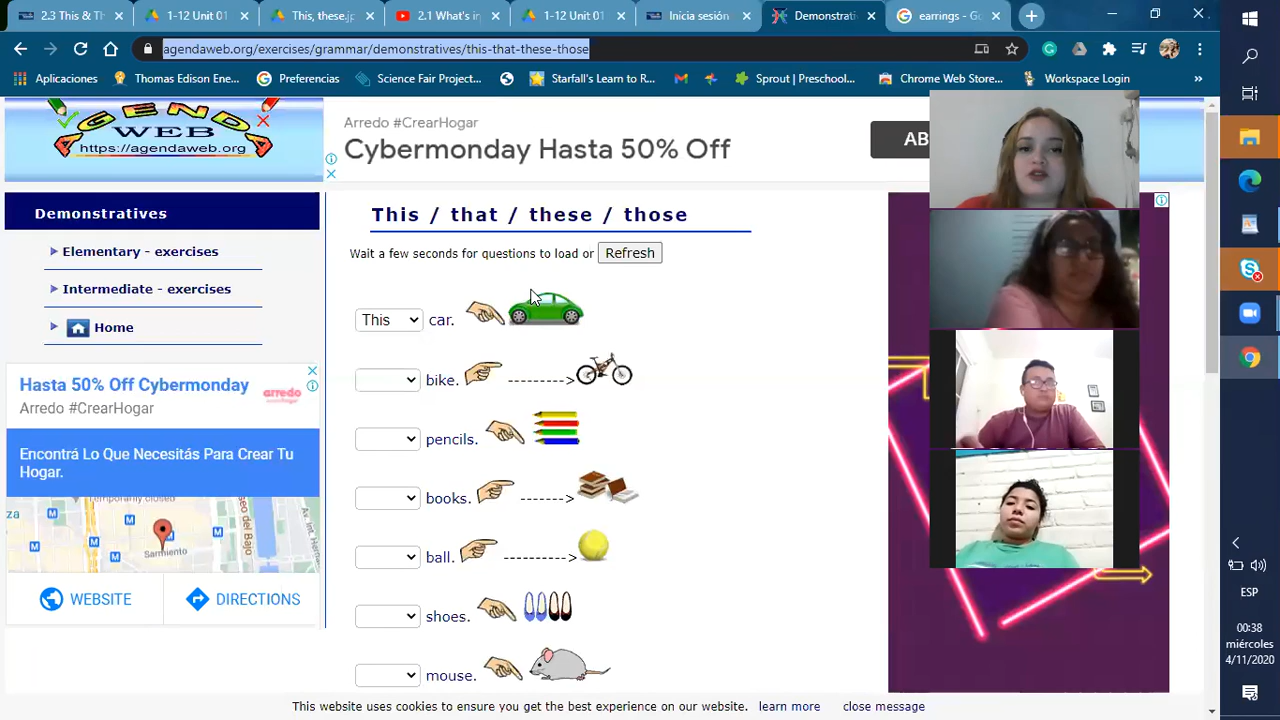 2.3 This &
1-12 Unit 01
This, these.j
2.1 What's in
1-12 Unit 01
Inicia sesión
Demonstrati
earrings - Go
agendaweb.org/exercises/grammar/demonstratives/this-that-these-those
Aplicaciones
Thomas Edison Ene...
Preferencias
Science Fair Project...
Starfall's Learn to R...
Sprout | Preschool...
Chrome Web Store...
Workspace Login
AGENDA
WEB
https://agendaweb.org
Arredo #CrearHogar
Cybermonday Hasta 50% Off
AB
Demonstratives
Elementary - exercises
Intermediate - exercises
Home
Hasta 50% Off Cybermonday
Arredo #CrearHogar
arredo
Encontrá Lo Que Necesitás Para Crear Tu
Hogar.
Sarmiento
WEBSITE
DIRECTIONS
This / that / these / those
Wait a few seconds for questions to load or Refresh
This car.
bike. -------->
pencils.
books. ------->
ball. ---------->
shoes.
mouse.
This website uses cookies to ensure you get the best experience on our website. learn more close message
ESP
00:38
miércoles
4/11/2020